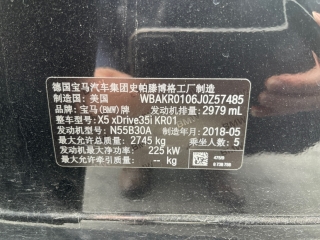 德国宝马汽车集团史帕滕博格工厂制造
制造国：美国 WBAKR0106J0Z57485
品牌：宝马(BMW)牌 发动机排量：2979 mL
整车型号：X5 xDrive35i KR01
发动机型号：N55B30A 制造年月：2018-05
最大允许总质量：2745 kg 乘坐人数：5
发动机最大净功率：225 kW
最大允许总质量：-- kg